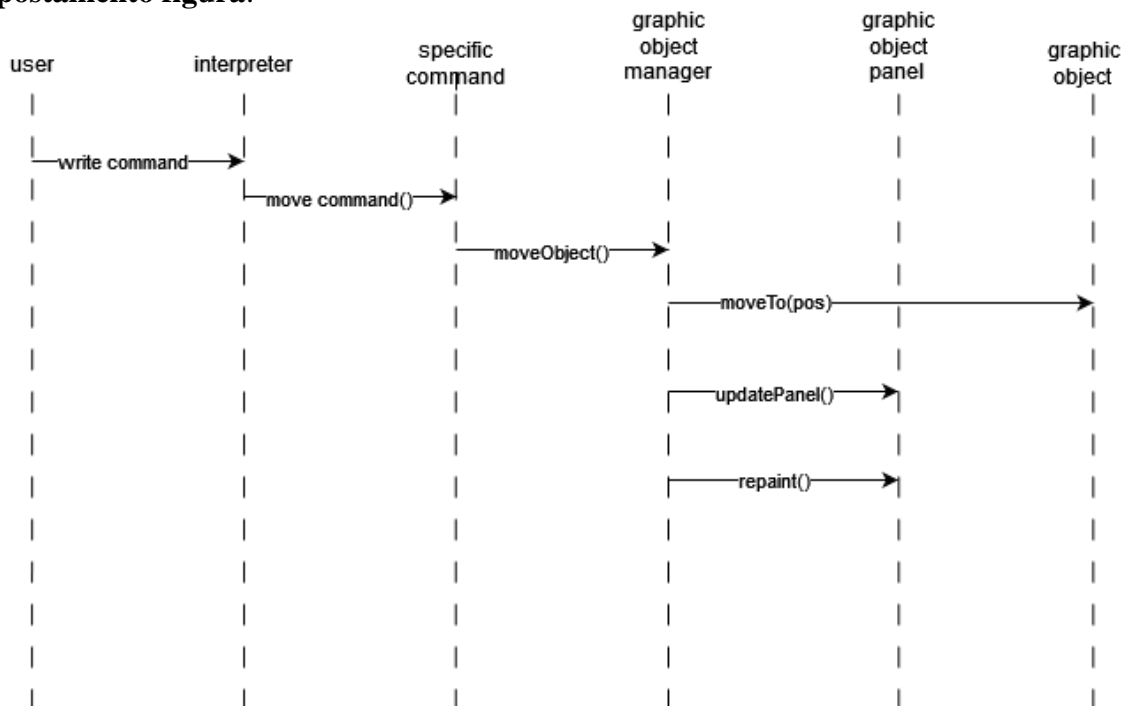 postamento figura:
user
interpreter
specific
command
graphic
object
manager
graphic
object
panel
graphic
object
write command
move command()
moveObject()
moveTo(pos)
updatePanel()
repaint()